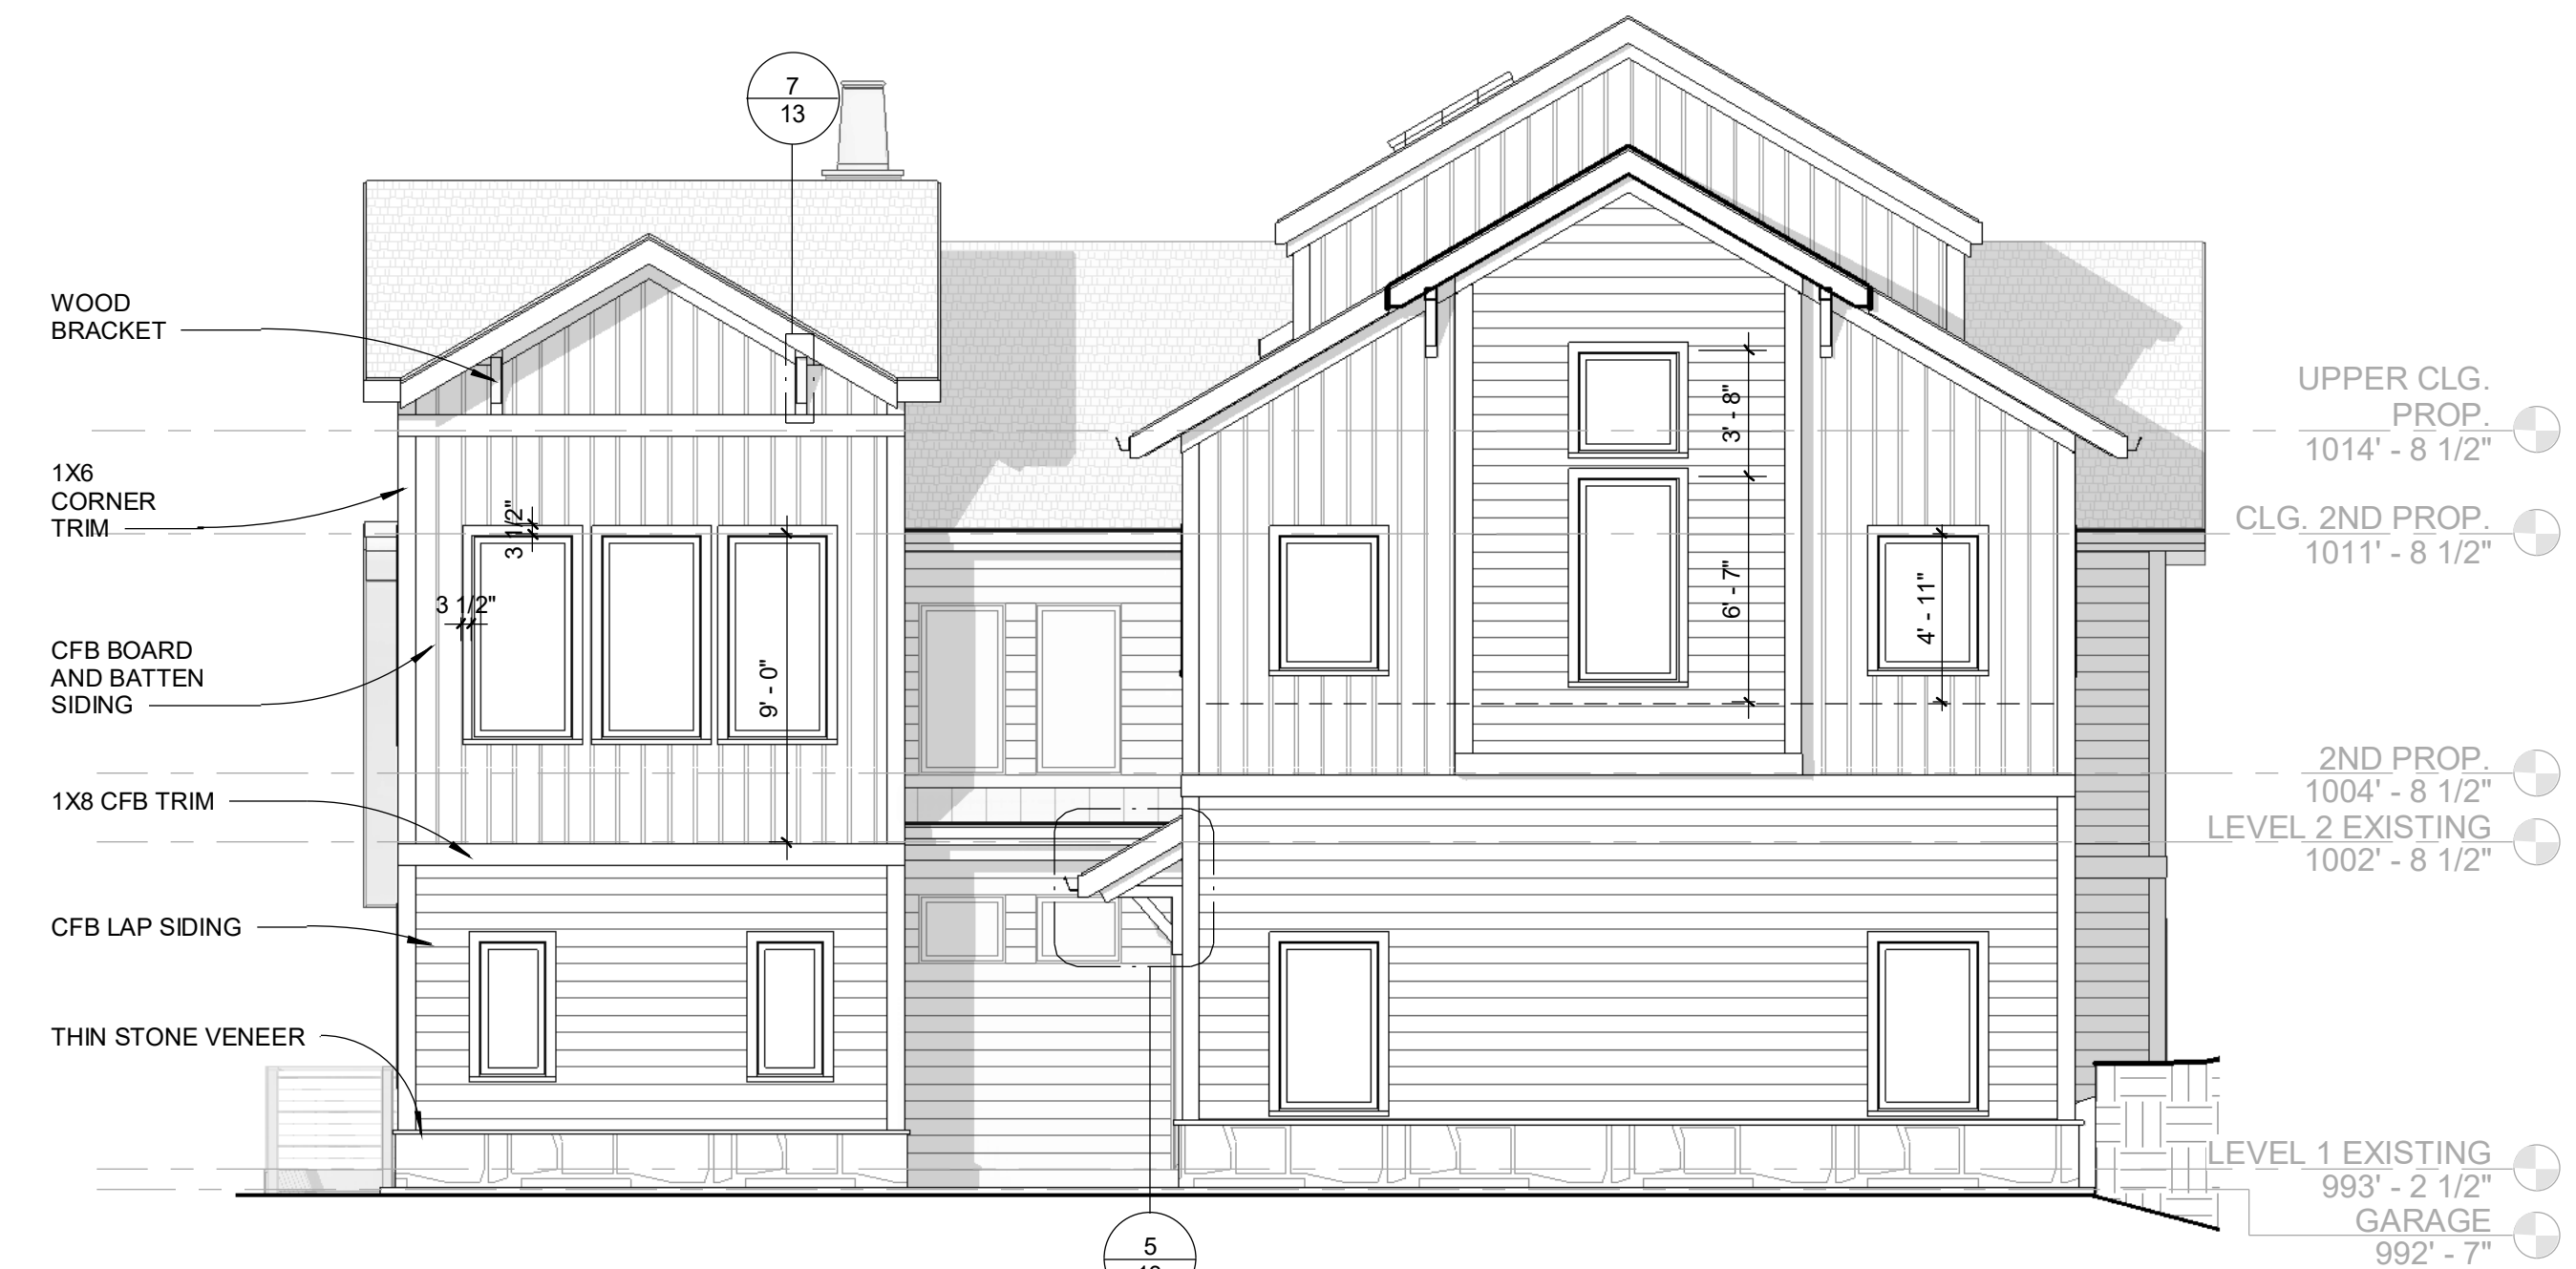 7
13
WOOD
BRACKET
1X6
CORNER
TRIM
3 1/2"
3 1/2"
CFB BOARD
AND BATTEN
SIDING
9' - 0"
1X8 CFB TRIM
CFB LAP SIDING
THIN STONE VENEER
3' - 8"
6' - 7"
4' - 11"
UPPER CLG.
PROP.
1014' - 8 1/2"
CLG. 2ND PROP.
1011' - 8 1/2"
2ND PROP.
1004' - 8 1/2"
LEVEL 2 EXISTING
1002' - 8 1/2"
LEVEL 1 EXISTING
993' - 2 1/2"
GARAGE
992' - 7"
5